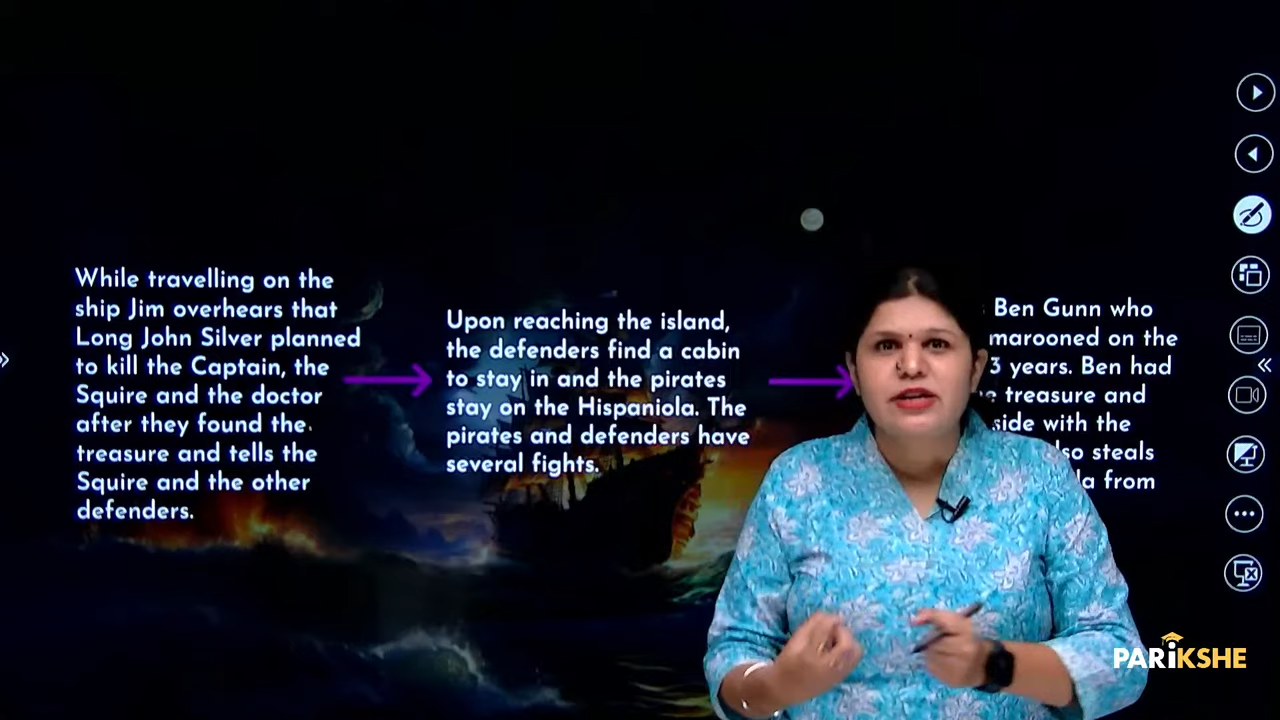 While travelling on the
ship Jim overhears that
Long John Silver planned
to kill the Captain, the
Squire and the doctor
after they found the.
treasure and tells the
Squire and the other
defenders.
Upon reaching the island,
the defenders find a cabin
to stay in and the pirates
stay on the Hispaniola. The
pirates and defenders have
several fights.
Ben Gunn who
marooned on the
3 years. Ben had
treasure and
side with the
steals
from
PARIKSHE